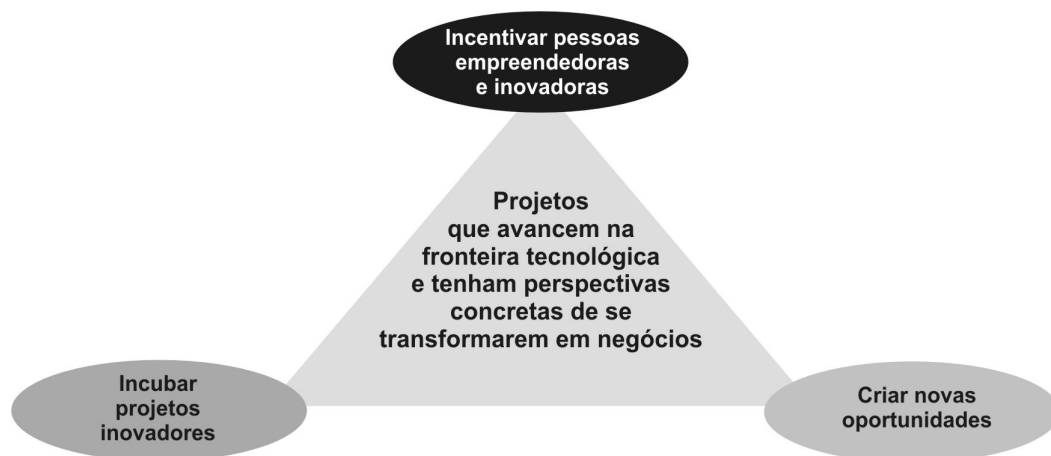 Incentivar pessoas
empreendedoras
e inovadoras
Projetos
que avancem na
fronteira tecnológica
e tenham perspectivas
concretas de se
transformarem em negócios
Incubar
projetos
inovadores
Criar novas
oportunidades